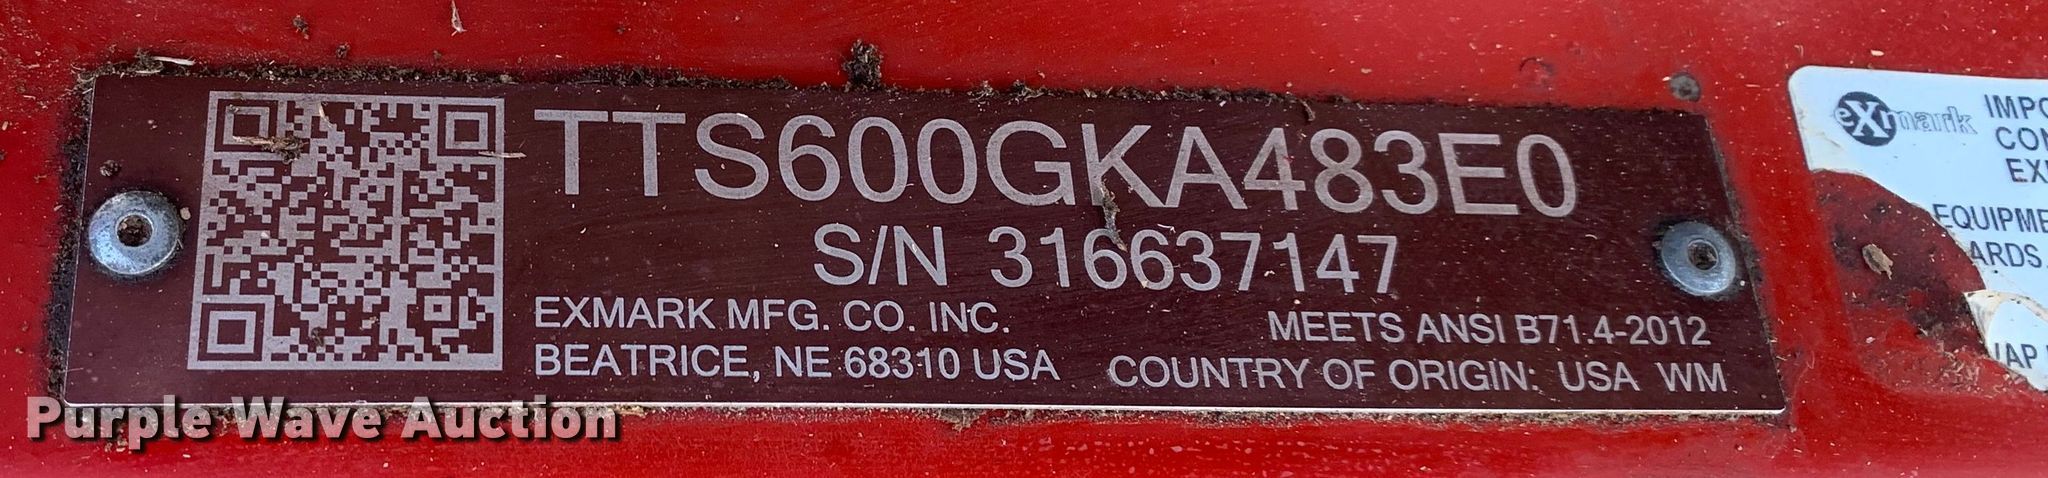 TTS600GKA483E0
S/N 316637147
EXMARK MFG. CO. INC.
BEATRICE, NE 68310 USA
MEETS ANSI B71.4-2012
COUNTRY OF ORIGIN: USA WM
exmark
Purple Wave Auction